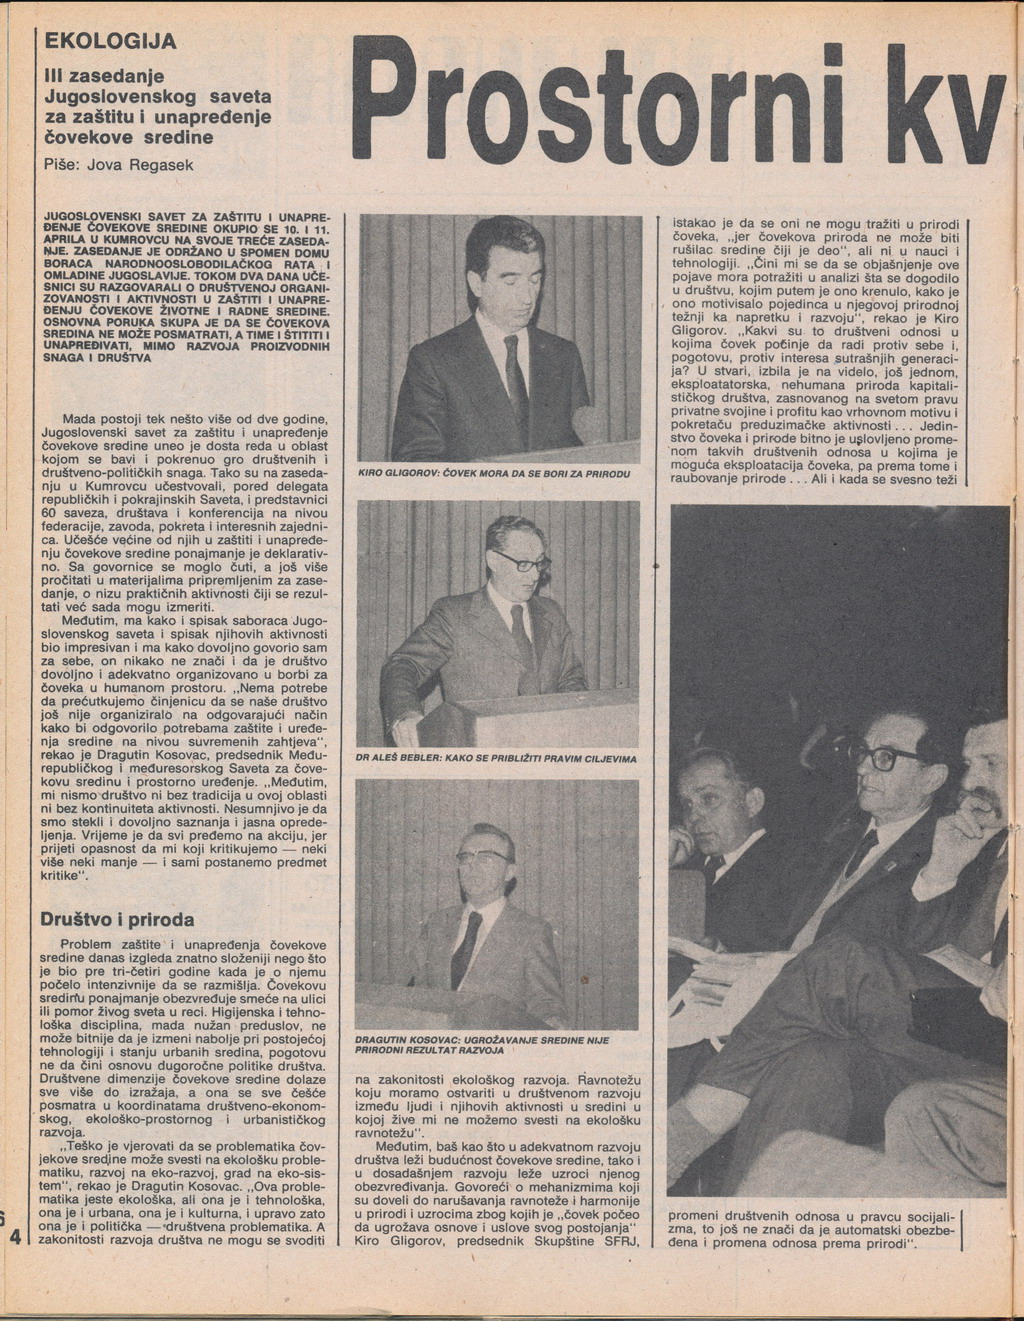 EKOLOGIJA
III zasedanje
Jugoslovenskog saveta
za zaštitu i unapređenje
čovekove sredine
Piše: Jova Regasek
Prostorni kv
JUGOSLOVENSKI SAVET ZA ZAŠTITU I UNAPRE-
ĐENJE ČOVEKOVE SREDINE OKUPIO SE 10. I 11.
APRILA U KUMROVCU NA SVOJE TREĆE ZASEDA-
NJE. ZASEDANJE JE ODRŽANO U SPOMEN DOMU
BORACA NARODNOOSLOBODILAČKOG RATA I
OMLADINE JUGOSLAVIJE. TOKOM DVA DANA UČE-
SNICI SU RAZGOVARALI O DRUŠTVENOJ ORGANI-
ZOVANOSTI I AKTIVNOSTI U ZAŠTITI I UNAPRE-
ĐENJU ČOVEKOVE ŽIVOTNE I RADNE SREDINE.
OSNOVNA PORUKA SKUPA JE DA SE ČOVEKOVA
SREDINA NE MOŽE POSMATRATI, A TIME I ŠTITITI I
UNAPREĐIVATI, MIMO RAZVOJA PROIZVODNIH
SNAGA I DRUŠTVA
Mada postoji tek nešto više od dve godine,
Jugoslovenski savet za zaštitu i unapređenje
čovekove sredine uneo je dosta reda u oblast
kojom se bavi i pokrenuo gro društvenih i
društveno-političkih snaga. Tako su na zaseda-
nju u Kumrovcu učestvovali, pored delegata
republičkih i pokrajinskih Saveta, i predstavnici
60 saveza, društava i konferencija na nivou
federacije, zavoda, pokreta i interesnih zajedni-
ca. Učešće većine od njih u zaštiti i unapređe-
nju čovekove sredine ponajmanje je deklarativ-
no. Sa govornice se moglo čuti, a još više
pročitati u materijalima pripremljenim za zase-
danje, o nizu praktičnih aktivnosti čiji se rezul-
tati već sada mogu izmeriti.
Međutim, ma kako i spisak saboraca Jugo-
slovenskog saveta i spisak njihovih aktivnosti
bio impresivan i ma kako dovoljno govorio sam
za sebe, on nikako ne znači i da je društvo
dovoljno i adekvatno organizovano u borbi za
čoveka u humanom prostoru. „Nema potrebe
da prećutkujemo činjenicu da se naše društvo
još nije organiziralo na odgovarajući način
kako bi odgovorilo potrebama zaštite i uređe-
nja sredine na nivou suvremenih zahtjeva“,
rekao je Dragutin Kosovac, predsednik Među-
republičkog i međuresorskog Saveta za čove-
kovu sredinu i prostorno uređenje. „Međutim,
mi nismo društvo ni bez tradicija u ovoj oblasti
ni bez kontinuiteta aktivnosti. Nesumnjivo je da
smo stekli i dovoljno saznanja i jasna opredе-
ljenja. Vrijeme je da svi pređemo na akciju, jer
prijeti opasnost da mi koji kritikujemo — neki
više neki manje — i sami postanemo predmet
kritike“.
Društvo i priroda
Problem zaštite i unapređenja čovekove
sredine danas izgleda znatno složeniji nego što
je bio pre tri-četiri godine kada je o njemu
počelo intenzivnije da se razmišlja. Čovekovu
sredinu ponajmanje obezvređuje smeće na ulici
ili pomor živog sveta u reci. Higijenska i tehno-
loška disciplina, mada nužan preduslov, ne
može bitnije da je izmeni nabolje pri postojećoj
tehnologiji i stanju urbanih sredina, pogotovu
ne da čini osnovu dugoročne politike društva.
Društvene dimenzije čovekove sredine dolaze
sve više do izražaja, a ona se sve češće
posmatra u koordinatama društveno-ekonom-
skog, ekološko-prostornog i urbanističkog
razvoja.
„Teško je vjerovati da se problematika čov-
jekove sredine može svesti na ekološku proble-
matiku, razvoj na eko-razvoj, grad na eko-sis-
tem“, rekao je Dragutin Kosovac. „Ova proble-
matika jeste ekološka, ali ona je i tehnološka,
ona je i urbana, ona je i kulturna, i upravo zato
ona je i politička — društvena problematika. A
zakonitosti razvoja društva ne mogu se svoditi
6
4
KIRO GLIGOROV: ČOVEK MORA DA SE BORI ZA PRIRODU
DR ALEŠ BEBLER: KAKO SE PRIBLIŽITI PRAVIM CILJEVIMA
DRAGUTIN KOSOVAC: UGROŽAVANJE SREDINE NIJE
PRIRODNI REZULTAT RAZVOJA
na zakonitosti ekološkog razvoja. Ravnotežu
koju moramo ostvariti u društvenom razvoju
između ljudi i njihovih aktivnosti u sredini u
kojoj žive mi ne možemo svesti na ekološku
ravnotežu“.
Međutim, baš kao što u adekvatnom razvoju
društva leži budućnost čovekove sredine, tako i
u dosadašnjem razvoju leže uzroci njenog
obezvređivanja. Govoreći o mehanizmima koji
su doveli do narušavanja ravnoteže i harmonije
u prirodi i uzrocima zbog kojih je „čovek počeo
da ugrožava osnove i uslove svog postojanja“
Kiro Gligorov, predsednik Skupštine SFRJ,
istakao je da se oni ne mogu tražiti u prirodi
čoveka, „jer čovekova priroda ne može biti
rušilac sredine čiji je deo“, ali ni u nauci i
tehnologiji. „Čini mi se da se objašnjenje ove
pojave mora potražiti u analizi šta se dogodilo
u društvu, kojim putem je ono krenulo, kako je
ono motivisalo pojedinca u njegovoj prirodnoj
težnji ka napretku i razvoju“, rekao je Kiro
Gligorov. „Kakvi su to društveni odnosi u
kojima čovek počinje da radi protiv sebe i,
pogotovu, protiv interesa sutrašnjih generaci-
ja? U stvari, izbila je na videlo, još jednom,
eksploatatorska, nehumana priroda kapitali-
stičkog društva, zasnovanog na svetom pravu
privatne svojine i profitu kao vrhovnom motivu i
pokretaču preduzimačke aktivnosti... Jedin-
stvo čoveka i prirode bitno je uslovljeno prome-
nom takvih društvenih odnosa u kojima je
moguća eksploatacija čoveka, pa prema tome i
raubovanje prirode... Ali i kada se svesno teži
promeni društvenih odnosa u pravcu socijali-
zma, to još ne znači da je automatski obezbe-
đena i promena odnosa prema prirodi“.